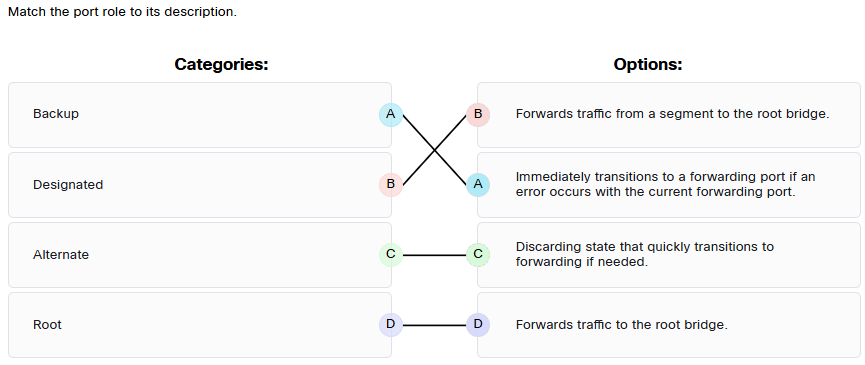 Match the port role to its description.
Categories:
Options:
Backup
A
B
Forwards traffic from a segment to the root bridge.
Designated
B
A
Immediately transitions to a forwarding port if an
error occurs with the current forwarding port.
Alternate
C
C
Discarding state that quickly transitions to
forwarding if needed.
Root
D
D
Forwards traffic to the root bridge.